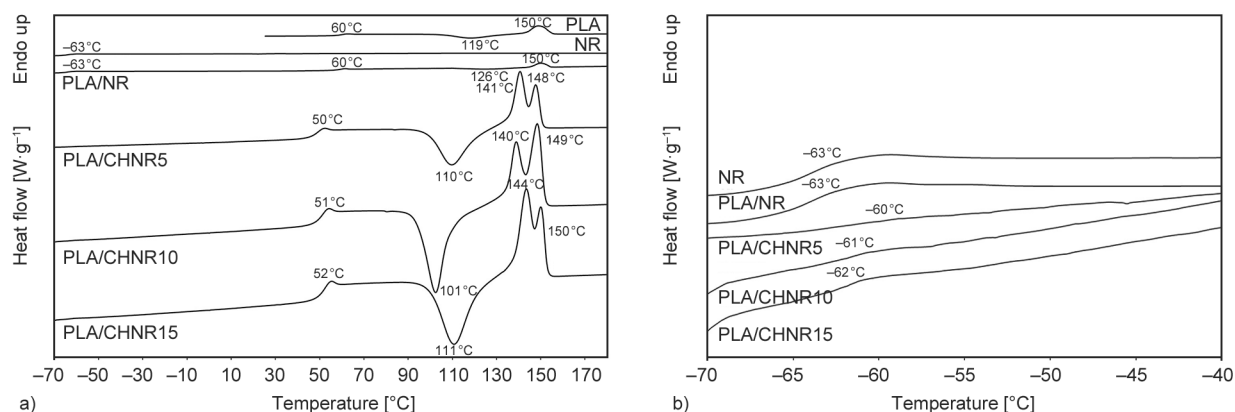 Endo up
Heat flow [W·g⁻¹]
PLA
NR
PLA/NR
PLA/CHNR5
PLA/CHNR10
PLA/CHNR15
60°C
150°C
119°C
–63°C
–63°C
60°C
150°C
126°C
141°C
148°C
50°C
110°C
140°C
149°C
51°C
101°C
144°C
150°C
52°C
111°C
–70 –50 –30 –10 10 30 50 70 90 110 130 150 170
Temperature [°C]
a)
Endo up
Heat flow [W·g⁻¹]
–63°C
NR
–63°C
PLA/NR
–60°C
PLA/CHNR5
–61°C
PLA/CHNR10
–62°C
PLA/CHNR15
–70 –65 –60 –55 –50 –45 –40
Temperature [°C]
b)